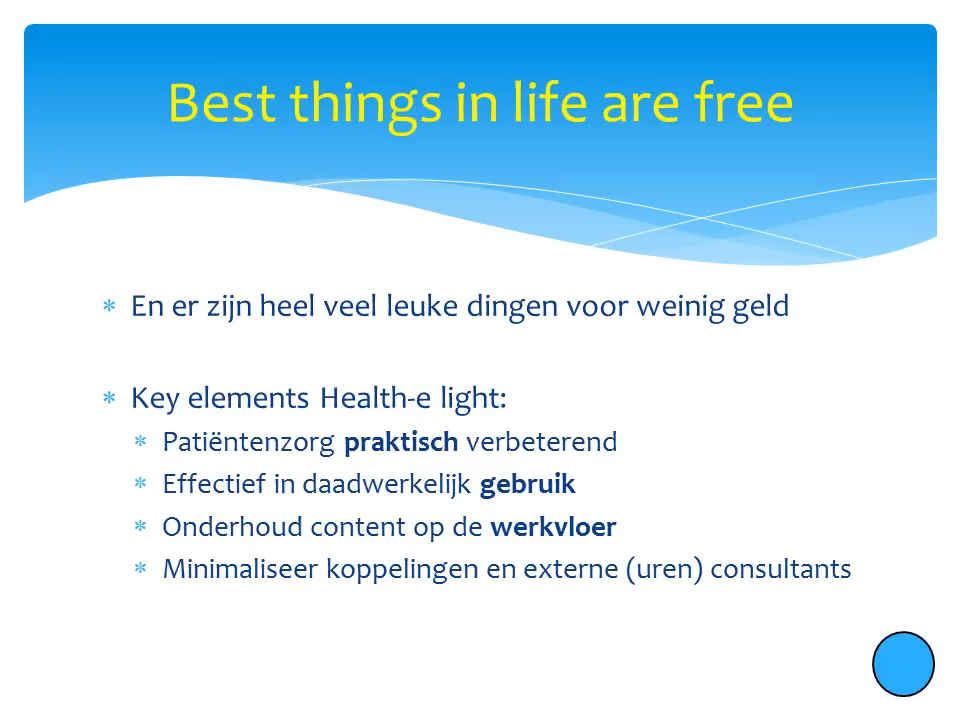 Best things in life are free
* En er zijn heel veel leuke dingen voor weinig geld
* Key elements Health-e light:
* Patiëntenzorg praktisch verbeterend
* Effectief in daadwerkelijk gebruik
* Onderhoud content op de werkvloer
* Minimaliseer koppelingen en externe (uren) consultants